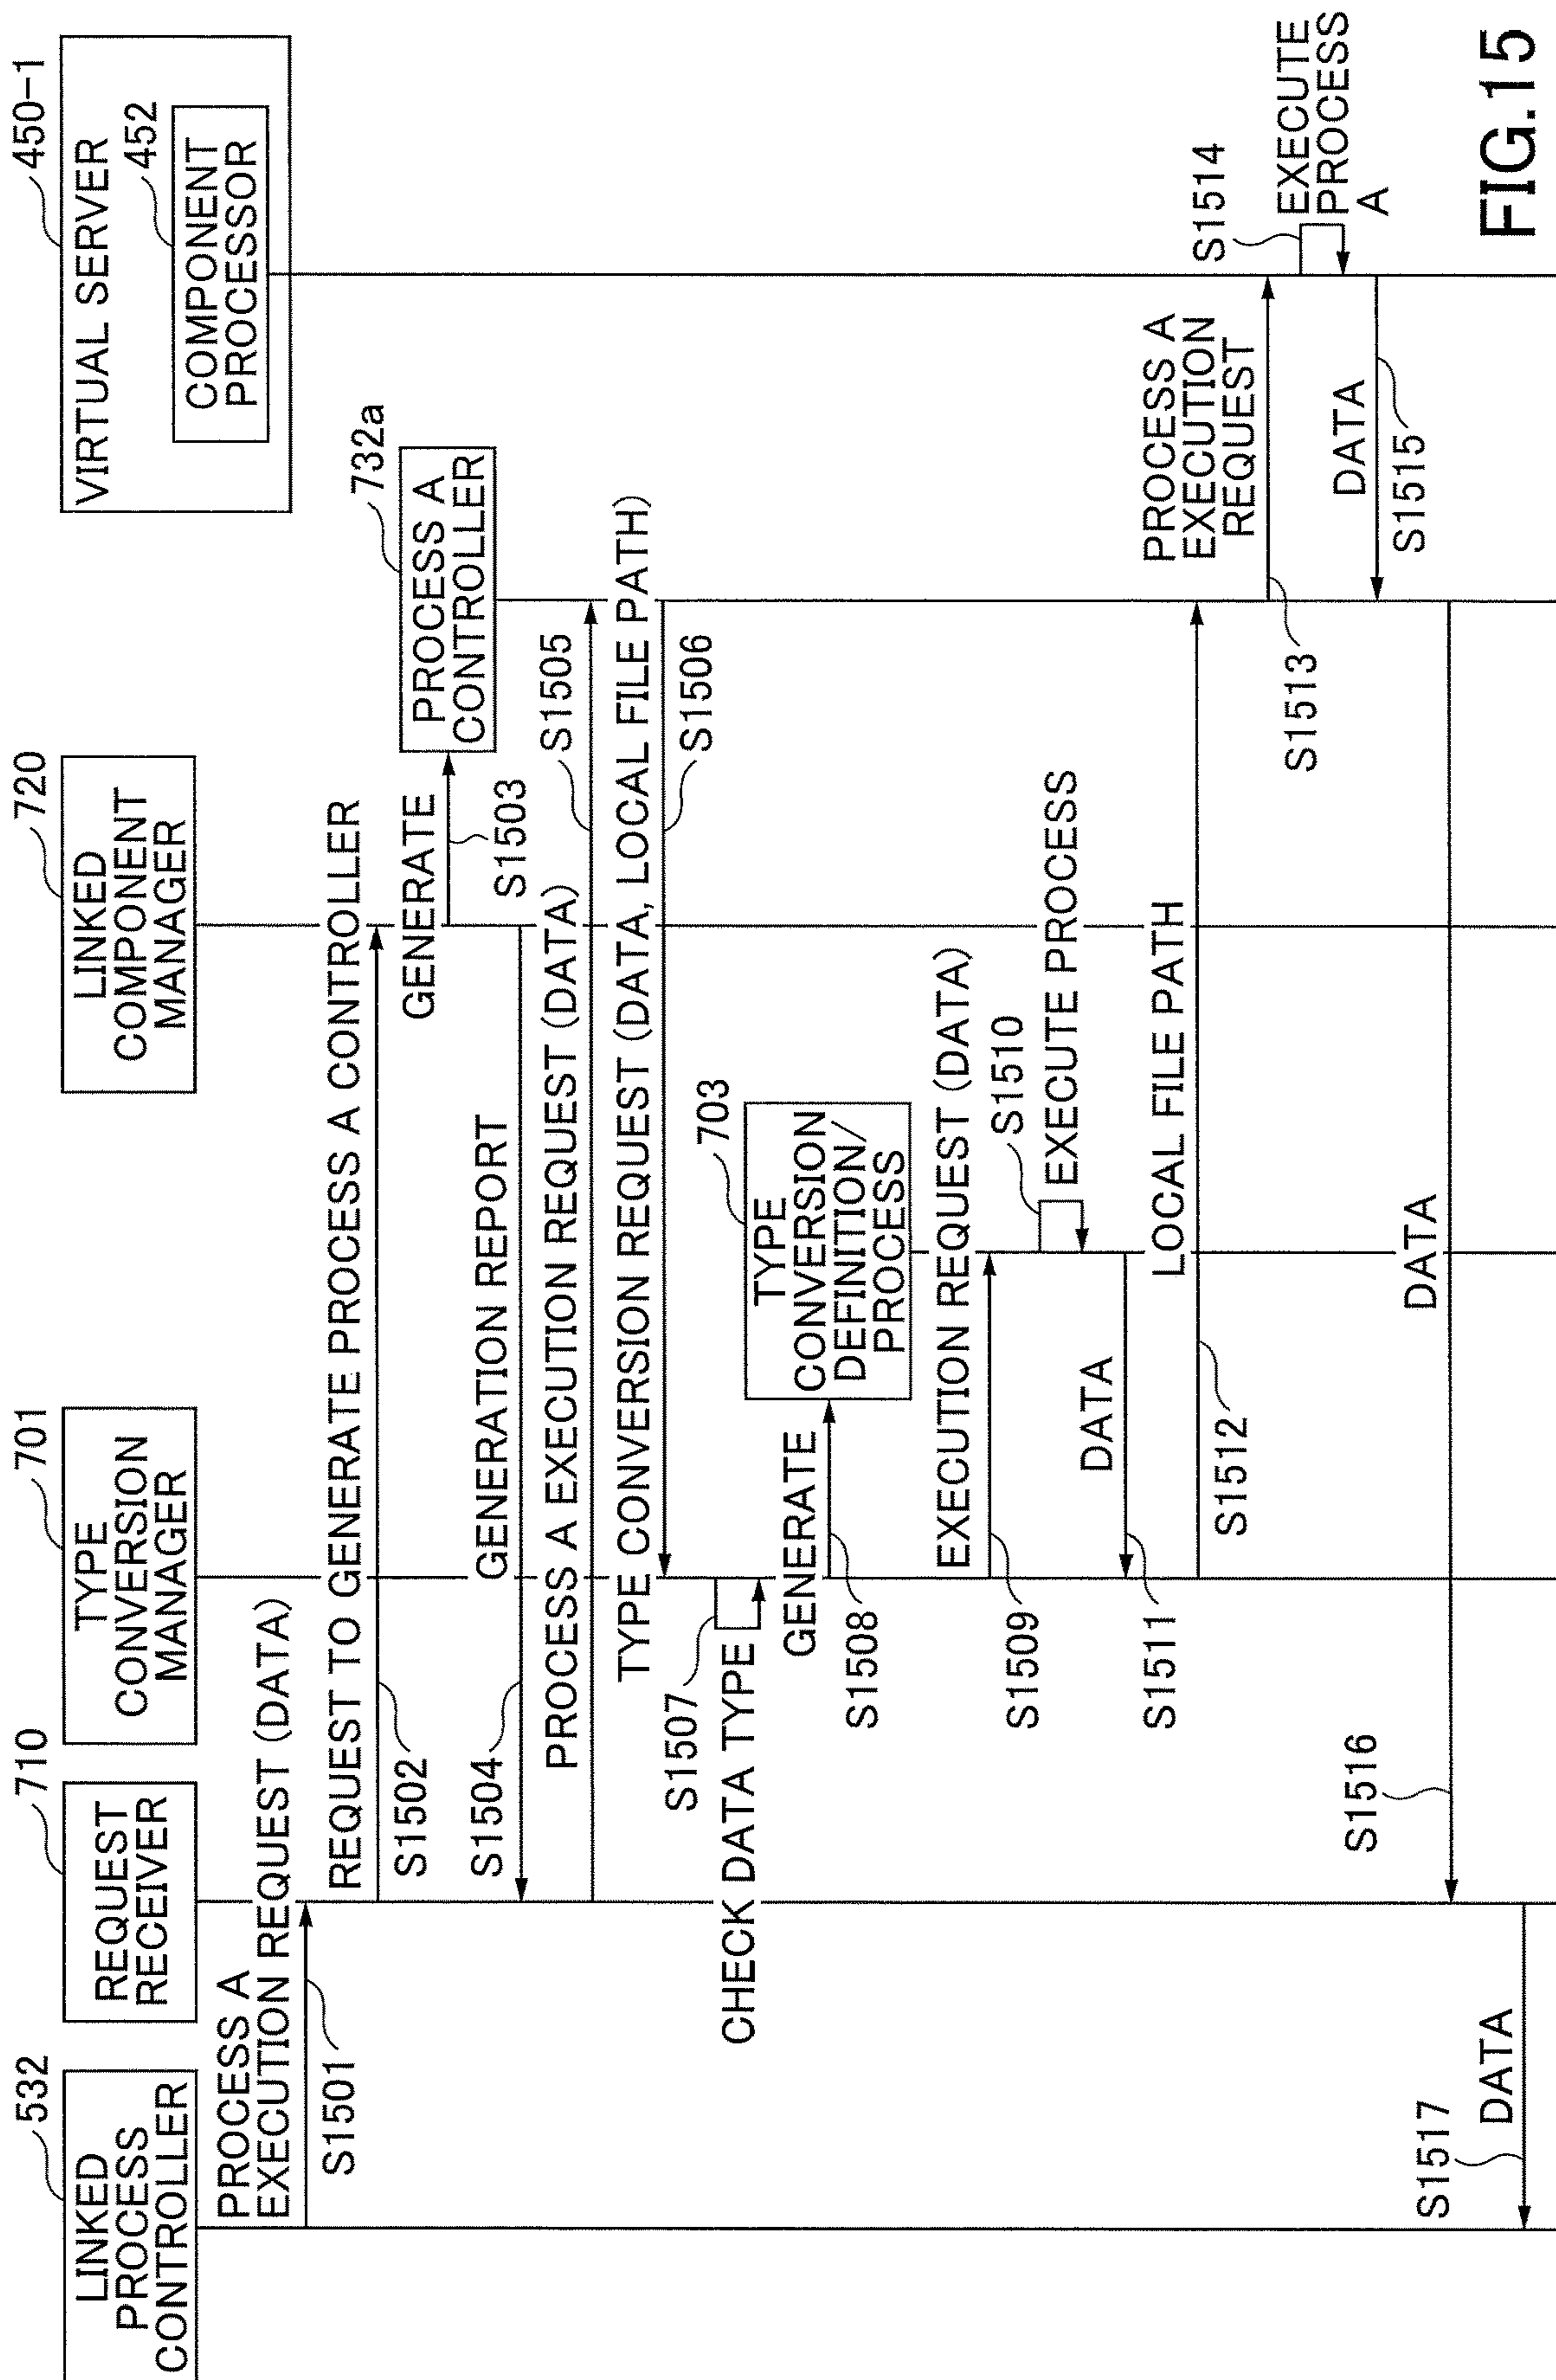 LINKED
PROCESS
CONTROLLER
532
REQUEST
RECEIVER
710
TYPE
CONVERSION
MANAGER
701
LINKED
COMPONENT
MANAGER
720
VIRTUAL SERVER
450-1
COMPONENT
PROCESSOR
452
PROCESS A
EXECUTION REQUEST (DATA)
S1501
REQUEST TO GENERATE PROCESS A CONTROLLER
S1502
GENERATE
S1503
PROCESS A
CONTROLLER
732a
GENERATION REPORT
S1504
PROCESS A EXECUTION REQUEST (DATA)
S1505
TYPE CONVERSION REQUEST (DATA, LOCAL FILE PATH)
S1506
S1507
CHECK DATA TYPE
GENERATE
S1508
TYPE
CONVERSION
DEFINITION/
PROCESS
703
EXECUTION REQUEST (DATA)
S1509
S1510
EXECUTE PROCESS
DATA
S1511
LOCAL FILE PATH
S1512
PROCESS A
EXECUTION
REQUEST
S1513
S1514
EXECUTE
PROCESS
A
DATA
S1515
DATA
S1516
DATA
S1517
FIG.15